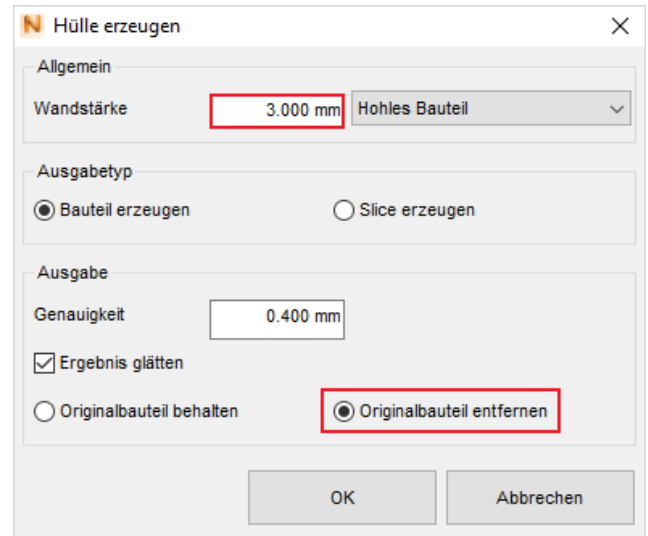 N Hülle erzeugen
Allgemein
Wandstärke 3.000 mm Hohles Bauteil
Ausgabetyp
Bauteil erzeugen Slice erzeugen
Ausgabe
Genauigkeit 0.400 mm
Ergebnis glätten
Originalbauteil behalten Originalbauteil entfernen
OK Abbrechen